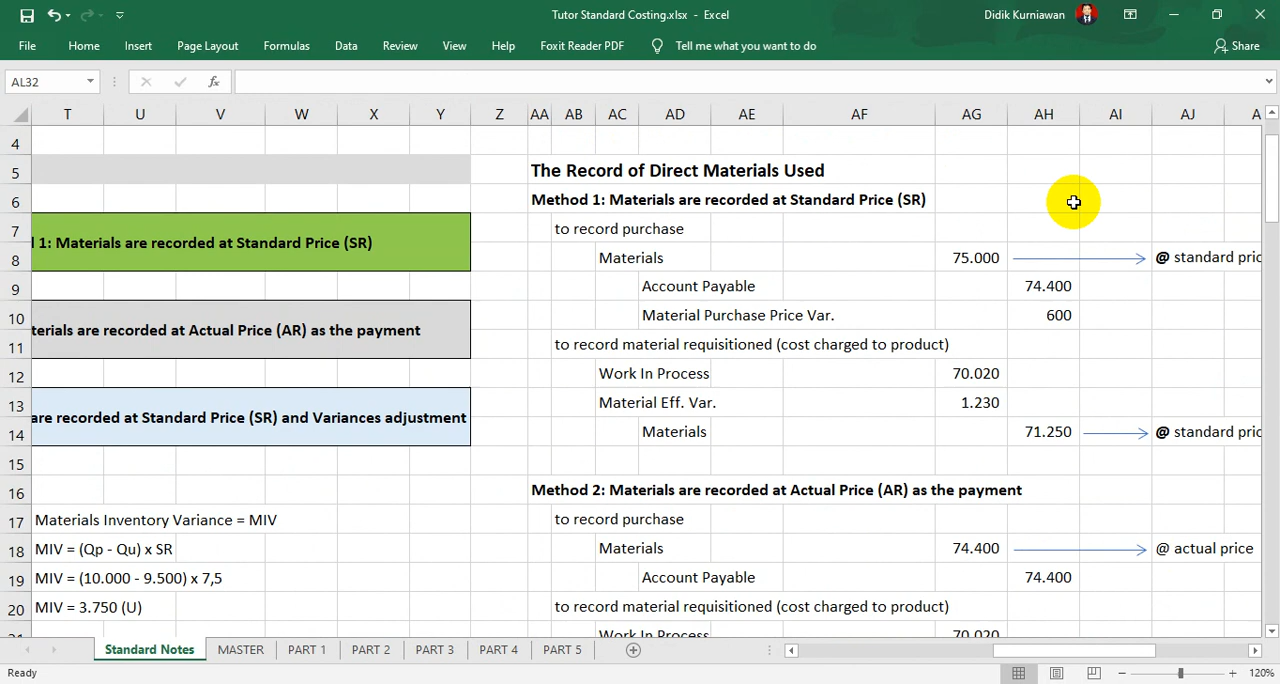 Tutor Standard Costing.xlsx - Excel
Didik Kurniawan
File Home Insert Page Layout Formulas Data Review View Help Foxit Reader PDF Tell me what you want to do Share
AL32
fx
T U V W X Y Z AA AB AC AD AE AF AG AH AI AJ A
4
5 The Record of Direct Materials Used
6 Method 1: Materials are recorded at Standard Price (SR)
7 to record purchase
1: Materials are recorded at Standard Price (SR)
8 Materials 75.000 @ standard pric
9 Account Payable 74.400
10 Material Purchase Price Var. 600
terials are recorded at Actual Price (AR) as the payment
11 to record material requisitioned (cost charged to product)
12 Work In Process 70.020
13 Material Eff. Var. 1.230
are recorded at Standard Price (SR) and Variances adjustment
14 Materials 71.250 @ standard pric
15
16 Method 2: Materials are recorded at Actual Price (AR) as the payment
17 Materials Inventory Variance = MIV to record purchase
18 MIV = (Qp - Qu) x SR Materials 74.400 @ actual price
19 MIV = (10.000 - 9.500) x 7,5 Account Payable 74.400
20 MIV = 3.750 (U) to record material requisitioned (cost charged to product)
21 Work In Process 70.020
Standard Notes MASTER PART 1 PART 2 PART 3 PART 4 PART 5
Ready 120%